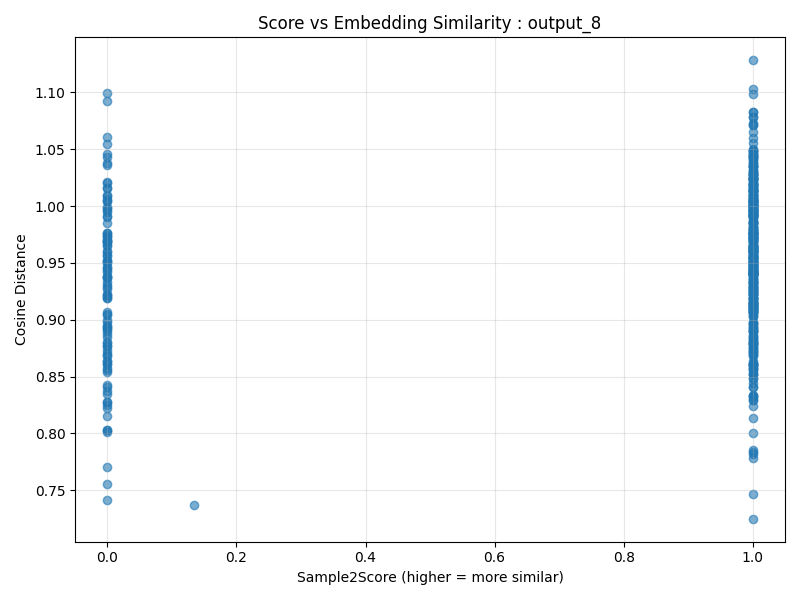 Score vs Embedding Similarity : output_8
Cosine Distance
1.10
1.05
1.00
0.95
0.90
0.85
0.80
0.75
0.0 0.2 0.4 0.6 0.8 1.0
Sample2Score (higher = more similar)